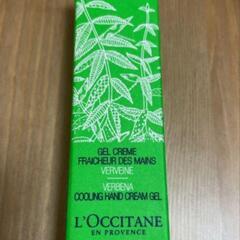 GEL CREME
FRAICHEUR DES MAINS
VERVEINE
VERBENA
COOLING HAND CREAM GEL
L'OCCITANE
EN PROVENCE